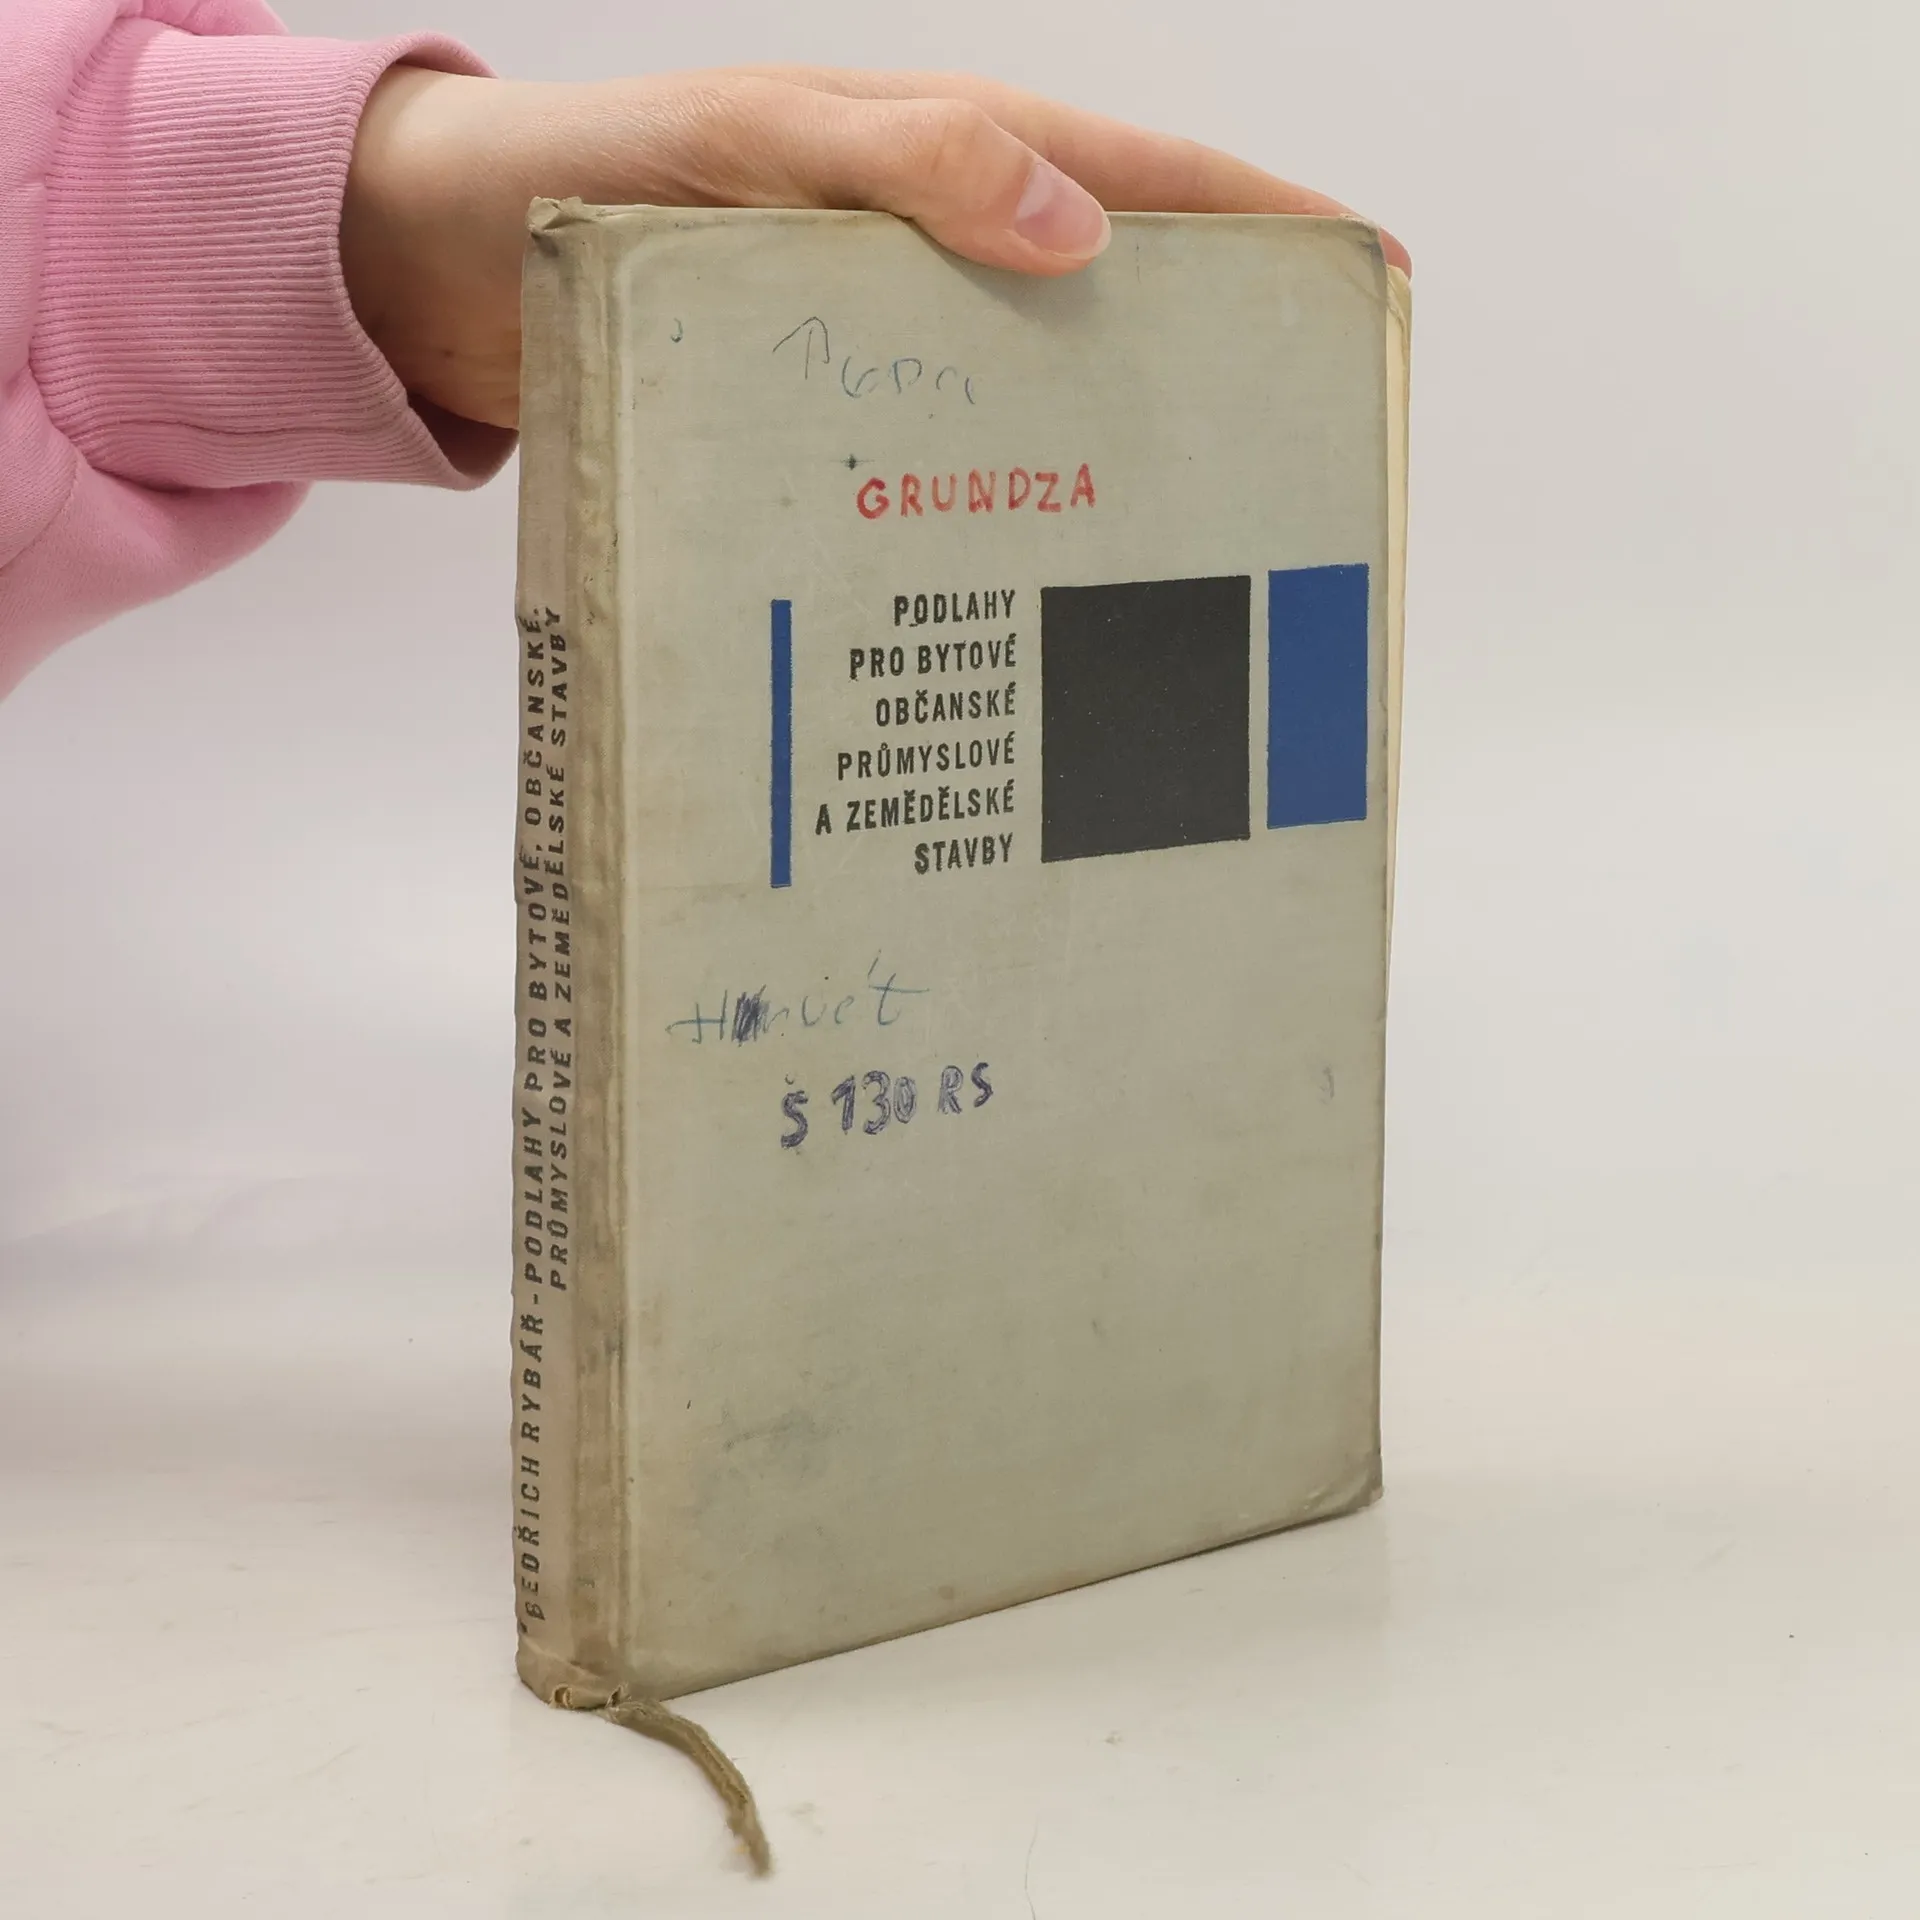 GRUNDZA
PODLAHY
PRO BYTOVÉ
OBČANSKÉ
PRŮMYSLOVÉ
A ZEMĚDĚLSKÉ
STAVBY
Š 130 RS
BEDŘICH RYBÁŘ - PODLAHY PRO BYTOVÉ, OBČANSKÉ,
PRŮMYSLOVÉ A ZEMĚDĚLSKÉ STAVBY